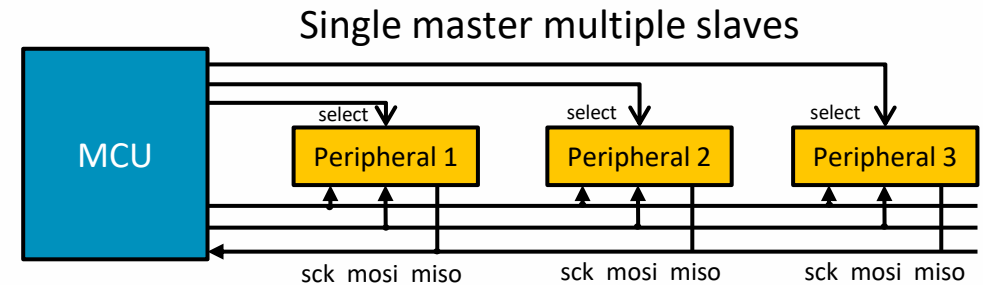 Single master multiple slaves
select select select
MCU Peripheral 1 Peripheral 2 Peripheral 3
sck mosi miso sck mosi miso sck mosi miso